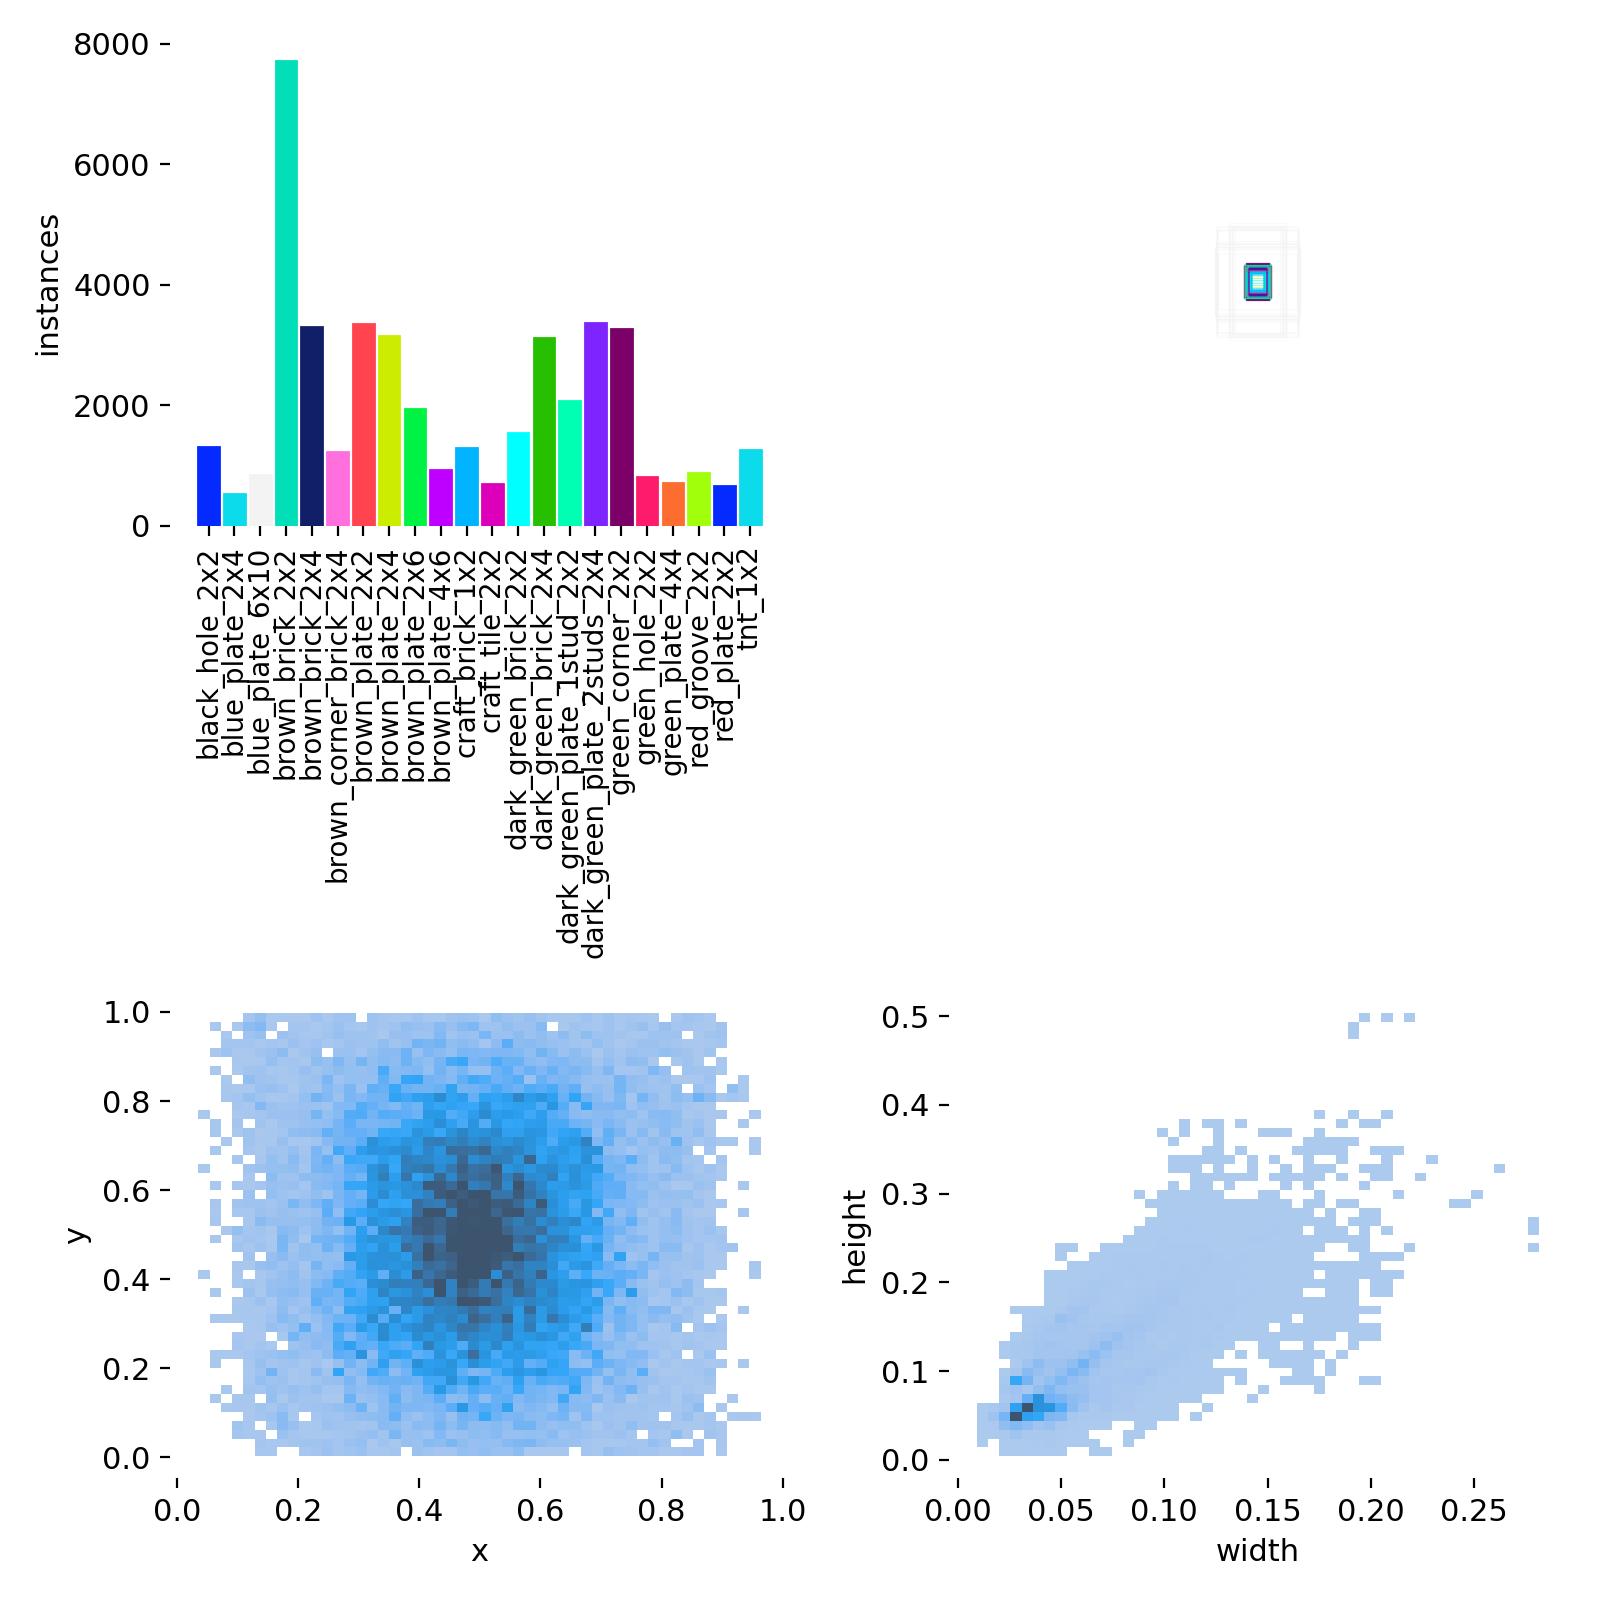 8000
6000
4000
2000
0
instances
black_hole_2x2
blue_plate_2x4
blue_plate_6x10
brown_brick_2x2
brown_brick_2x4
brown_corner_brick_2x4
brown_plate_2x2
brown_plate_2x4
brown_plate_2x6
brown_plate_4x6
craft_brick_1x2
craft_tile_2x2
dark_green_brick_2x2
dark_green_brick_2x4
dark_green_plate_1stud_2x2
dark_green_plate_2studs_2x4
green_corner_2x2
green_hole_2x2
green_plate_4x4
red_groove_2x2
red_plate_2x2
tnt_1x2
1.0
0.8
0.6
0.4
0.2
0.0
y
0.0 0.2 0.4 0.6 0.8 1.0
x
0.5
0.4
0.3
0.2
0.1
0.0
height
0.00 0.05 0.10 0.15 0.20 0.25
width